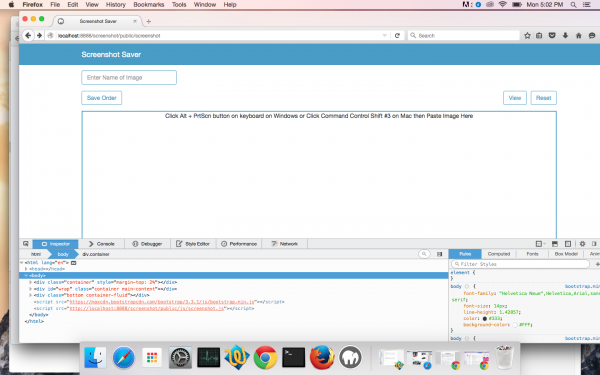 Firefox File Edit View History Bookmarks Tools Window Help Mon 5:02 PM
Screenshot Saver
localhost:8888/screenshot/public/screenshot
Search
Screenshot Saver
Enter Name of Image
Save Order View Reset
Click Alt + PrtScn button on keyboard on Windows or Click Command Control Shift #3 on Mac then Paste Image Here
Inspector Console Debugger Style Editor Performance Network
html body div.container
Rules Computed Fonts Box Model Anim
<html lang="en">
<head></head>
<body>
<div class="container" style="margin-top: 2%"></div>
<div id="wrap" class="container main-content"></div>
<div class="bottom container-fluid"></div>
<script src="https://maxcdn.bootstrapcdn.com/bootstrap/3.3.1/js/bootstrap.min.js"></script>
<script src="http://localhost:8888/screenshot/public/js/screenshot.js"></script>
</body>
</html>
Filter Styles
element {
}
body { bootstrap.min
font-family: "Helvetica Neue",Helvetica,Arial,san
serif;
font-size: 14px;
line-height: 1.42857;
color: #333;
background-color: #FFF;
}